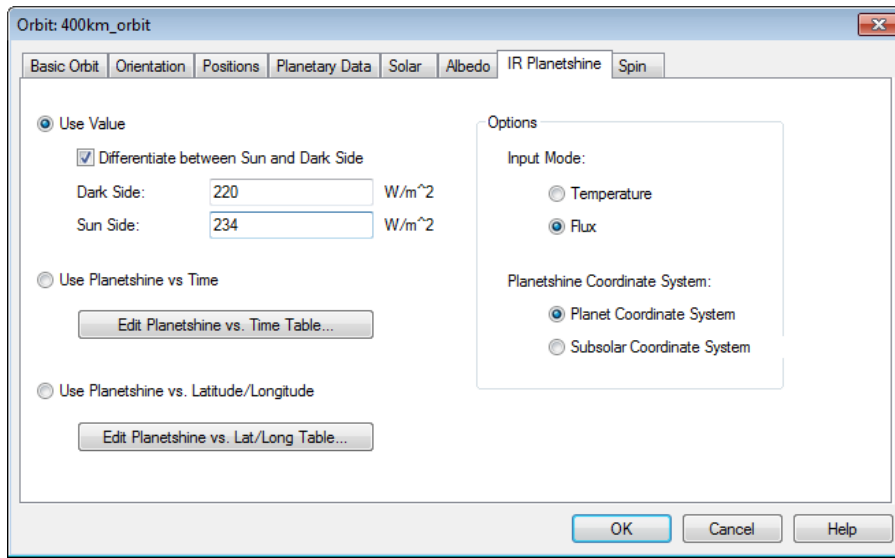 Orbit: 400km_orbit
Basic Orbit Orientation Positions Planetary Data Solar Albedo IR Planetshine Spin
Use Value
Differentiate between Sun and Dark Side
Dark Side: 220 W/m^2
Sun Side: 234 W/m^2
Use Planetshine vs Time
Edit Planetshine vs. Time Table...
Use Planetshine vs. Latitude/Longitude
Edit Planetshine vs. Lat/Long Table...
Options
Input Mode:
Temperature
Flux
Planetshine Coordinate System:
Planet Coordinate System
Subsolar Coordinate System
OK Cancel Help